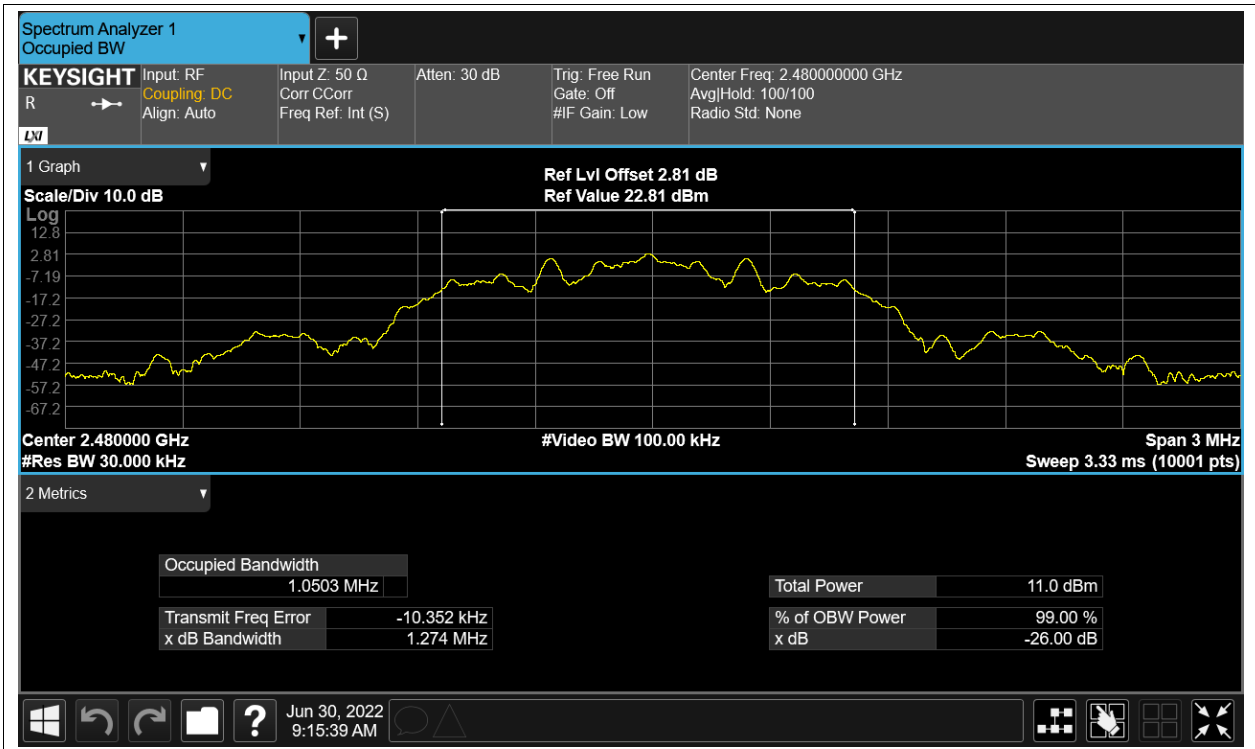 Spectrum Analyzer 1
Occupied BW
KEYSIGHT
R
LXI
Input: RF
Coupling: DC
Align: Auto
Input Z: 50 Ω
Corr CCorr
Freq Ref: Int (S)
Atten: 30 dB
Trig: Free Run
Gate: Off
#IF Gain: Low
Center Freq: 2.480000000 GHz
Avg|Hold: 100/100
Radio Std: None
1 Graph
Scale/Div 10.0 dB
Ref Lvl Offset 2.81 dB
Ref Value 22.81 dBm
Log
12.8
2.81
-7.19
-17.2
-27.2
-37.2
-47.2
-57.2
-67.2
Center 2.480000 GHz
#Video BW 100.00 kHz
Span 3 MHz
#Res BW 30.000 kHz
Sweep 3.33 ms (10001 pts)
2 Metrics
Occupied Bandwidth
1.0503 MHz
Total Power 11.0 dBm
Transmit Freq Error -10.352 kHz
% of OBW Power 99.00 %
x dB Bandwidth 1.274 MHz
x dB -26.00 dB
?
Jun 30, 2022
9:15:39 AM